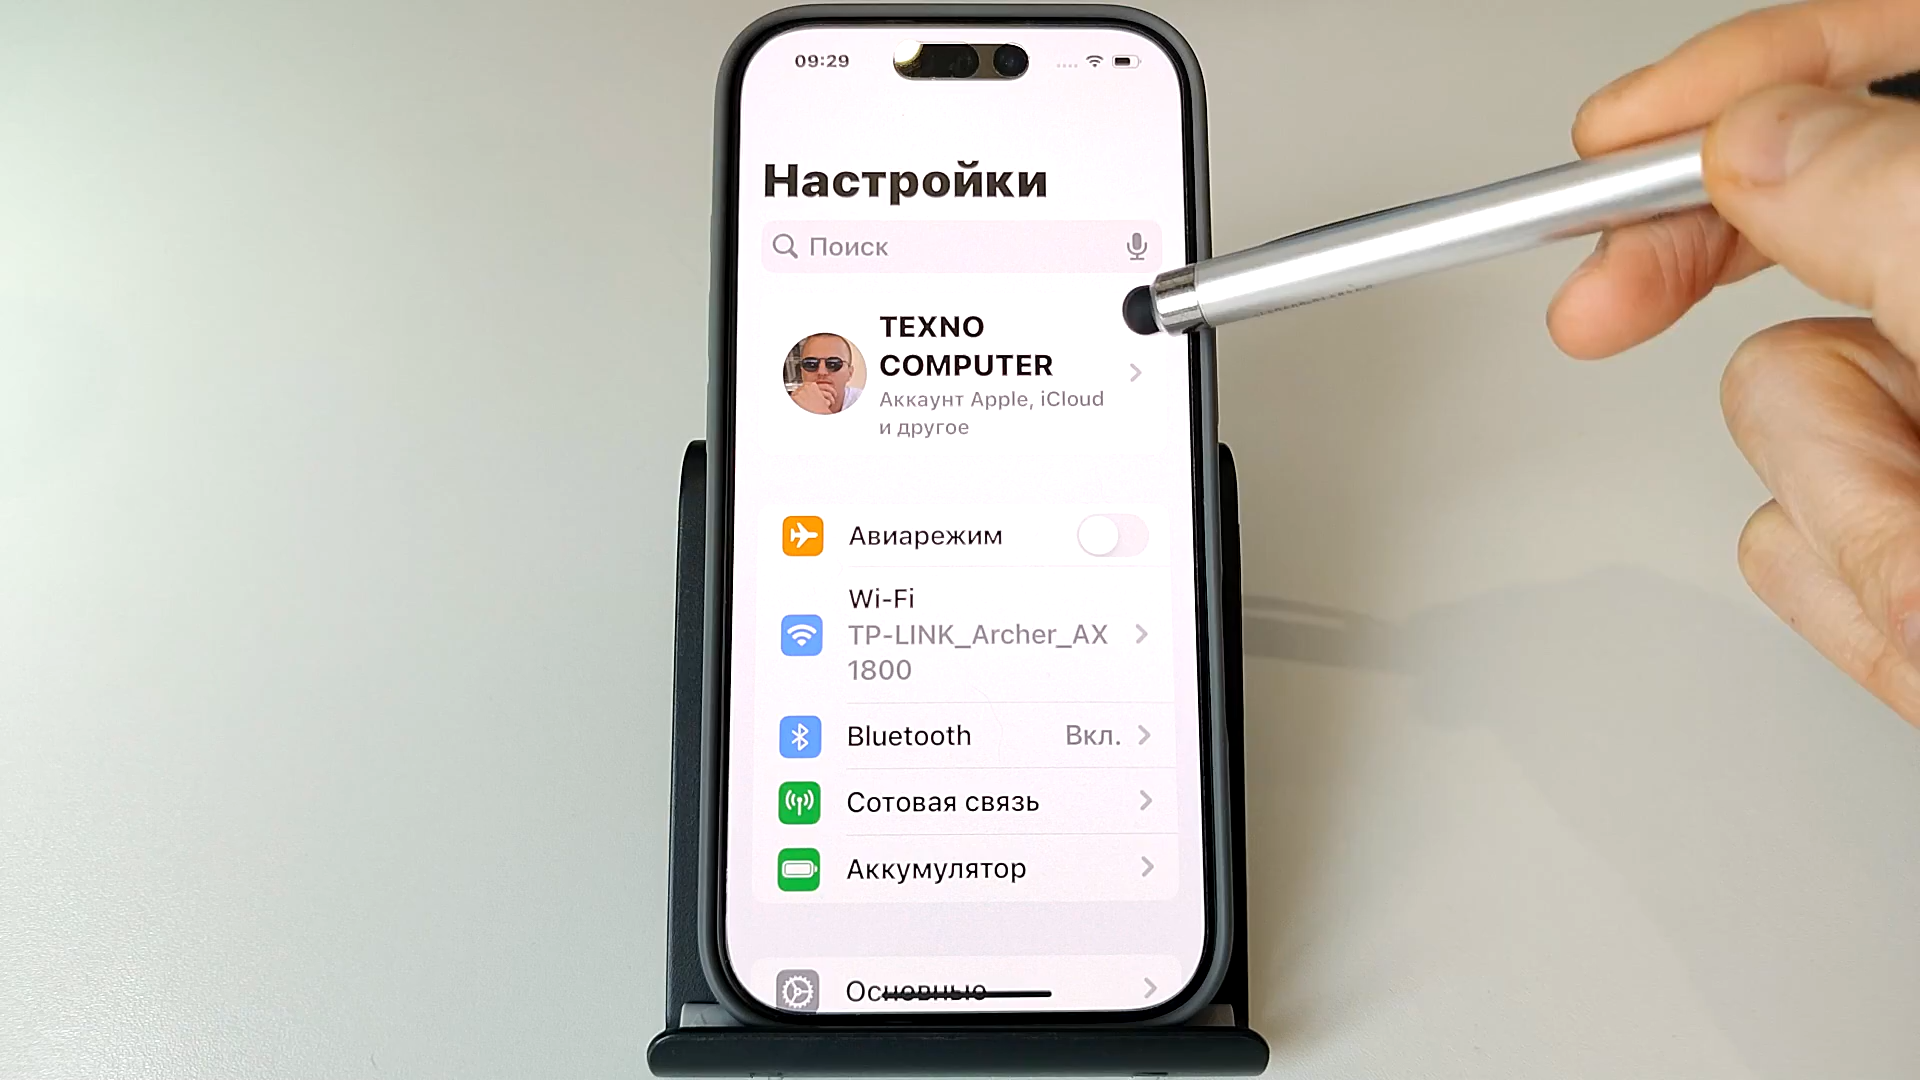 09:29
Настройки
Поиск
TEXNO
COMPUTER
Аккаунт Apple, iCloud
и другое
Авиарежим
Wi-Fi
TP-LINK_Archer_AX
1800
Bluetooth Вкл.
Сотовая связь
Аккумулятор
Основные